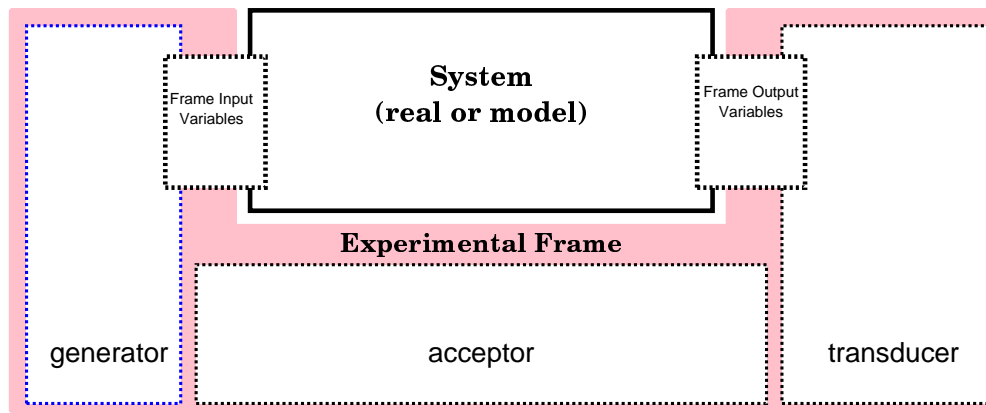 System
(real or model)
Frame Input
Variables
Frame Output
Variables
Experimental Frame
generator
acceptor
transducer